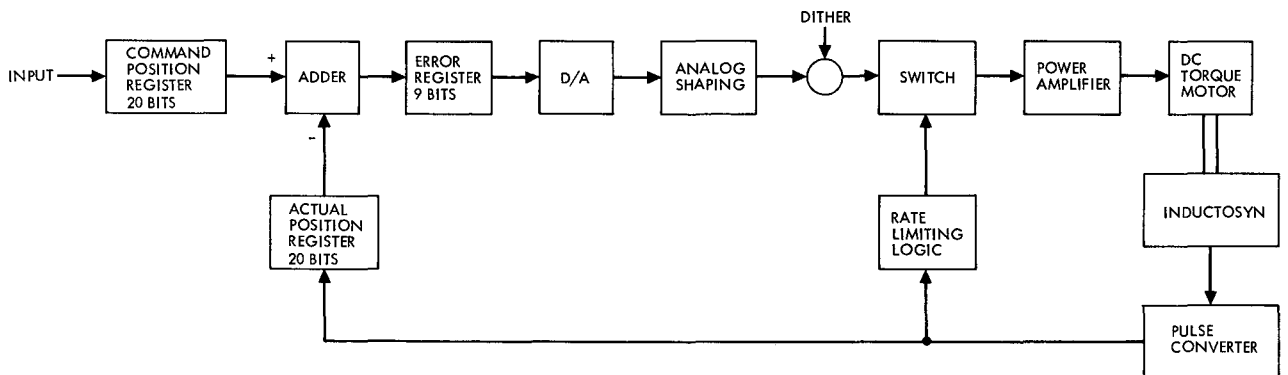 DITHER
INPUT
COMMAND
POSITION
REGISTER
20 BITS
+
ADDER
ERROR
REGISTER
9 BITS
D/A
ANALOG
SHAPING
SWITCH
POWER
AMPLIFIER
DC
TORQUE
MOTOR
-
ACTUAL
POSITION
REGISTER
20 BITS
RATE
LIMITING
LOGIC
INDUCTOSYN
PULSE
CONVERTER